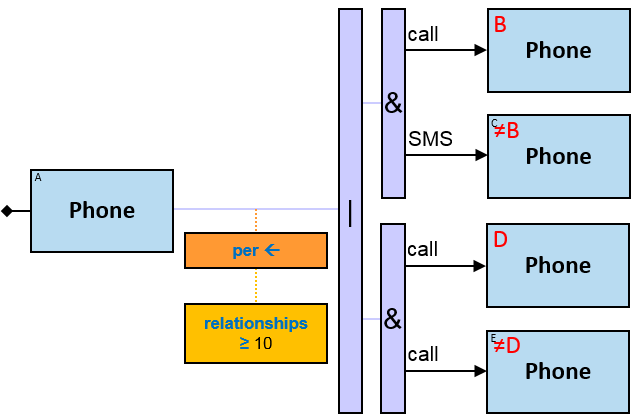 call
B
Phone
&
SMS
C
≠B
Phone
A
Phone
|
per ←
relationships
≥ 10
call
D
Phone
&
call
E
≠D
Phone